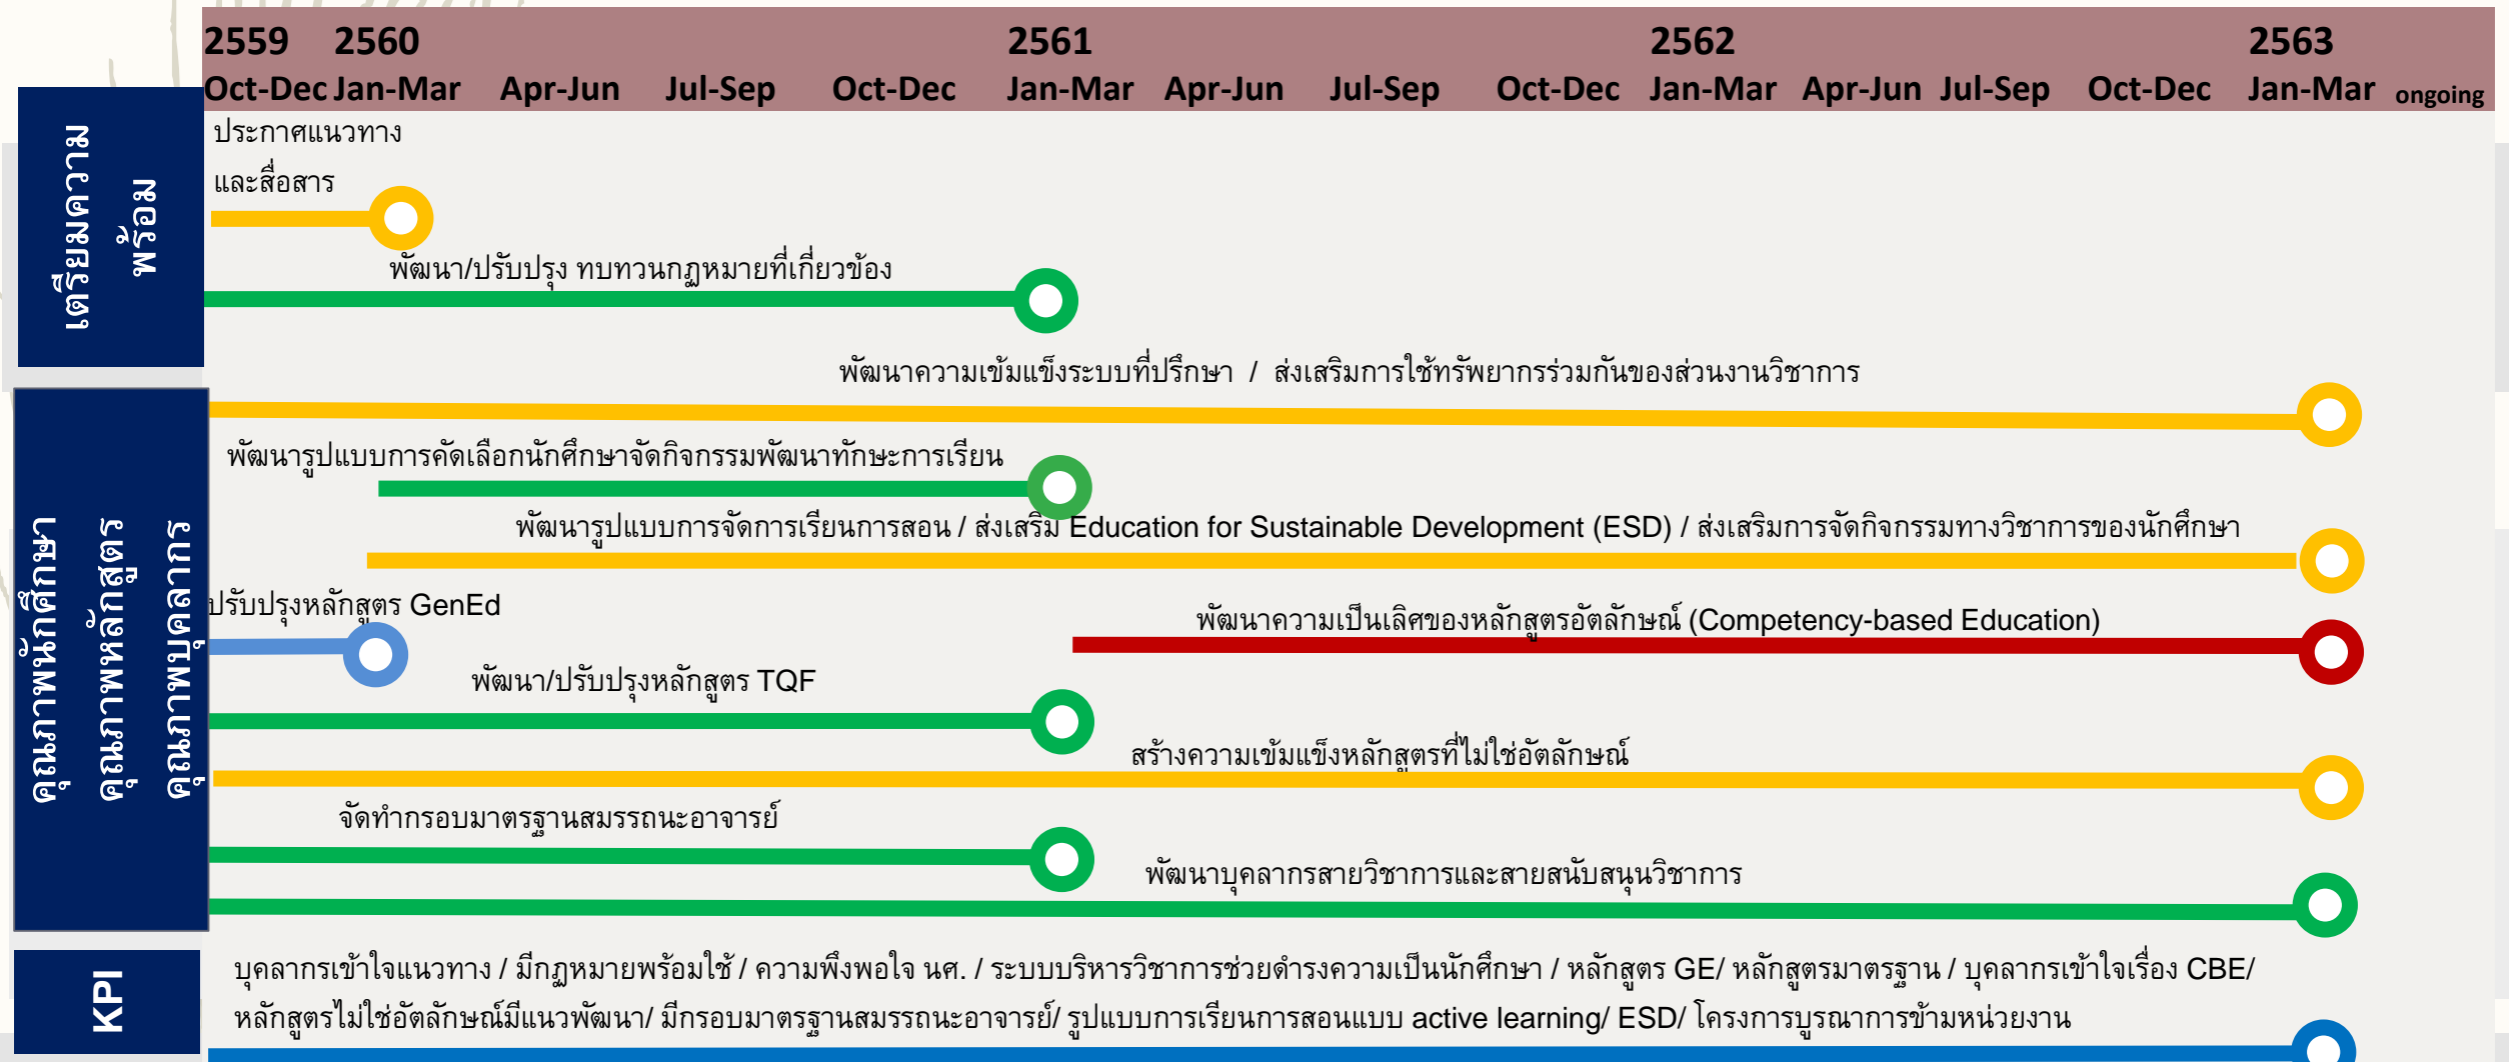 2559 2560 2561 2562 2563
Oct-Dec Jan-Mar Apr-Jun Jul-Sep Oct-Dec Jan-Mar Apr-Jun Jul-Sep Oct-Dec Jan-Mar Apr-Jun Jul-Sep Oct-Dec Jan-Mar ongoing
เตรียมความ
พร้อม
ประกาศแนวทาง
และสื่อสาร
พัฒนา/ปรับปรุง ทบทวนกฎหมายที่เกี่ยวข้อง
คุณภาพนักศึกษา
คุณภาพหลักสูตร
คุณภาพบุคลากร
พัฒนาความเข้มแข็งระบบที่ปรึกษา / ส่งเสริมการใช้ทรัพยากรร่วมกันของส่วนงานวิชาการ
พัฒนารูปแบบการคัดเลือกนักศึกษาจัดกิจกรรมพัฒนาทักษะการเรียน
พัฒนารูปแบบการจัดการเรียนการสอน / ส่งเสริม Education for Sustainable Development (ESD) / ส่งเสริมการจัดกิจกรรมทางวิชาการของนักศึกษา
ปรับปรุงหลักสูตร GenEd
พัฒนาความเป็นเลิศของหลักสูตรอัตลักษณ์ (Competency-based Education)
พัฒนา/ปรับปรุงหลักสูตร TQF
สร้างความเข้มแข็งหลักสูตรที่ไม่ใช่อัตลักษณ์
จัดทำกรอบมาตรฐานสมรรถนะอาจารย์
พัฒนาบุคลากรสายวิชาการและสายสนับสนุนวิชาการ
KPI
บุคลากรเข้าใจแนวทาง / มีกฎหมายพร้อมใช้ / ความพึงพอใจ นศ. / ระบบบริหารวิชาการช่วยดำรงความเป็นนักศึกษา / หลักสูตร GE/ หลักสูตรมาตรฐาน / บุคลากรเข้าใจเรื่อง CBE/
หลักสูตรไม่ใช่อัตลักษณ์มีแนวพัฒนา/ มีกรอบมาตรฐานสมรรถนะอาจารย์/ รูปแบบการเรียนการสอนแบบ active learning/ ESD/ โครงการบูรณาการข้ามหน่วยงาน